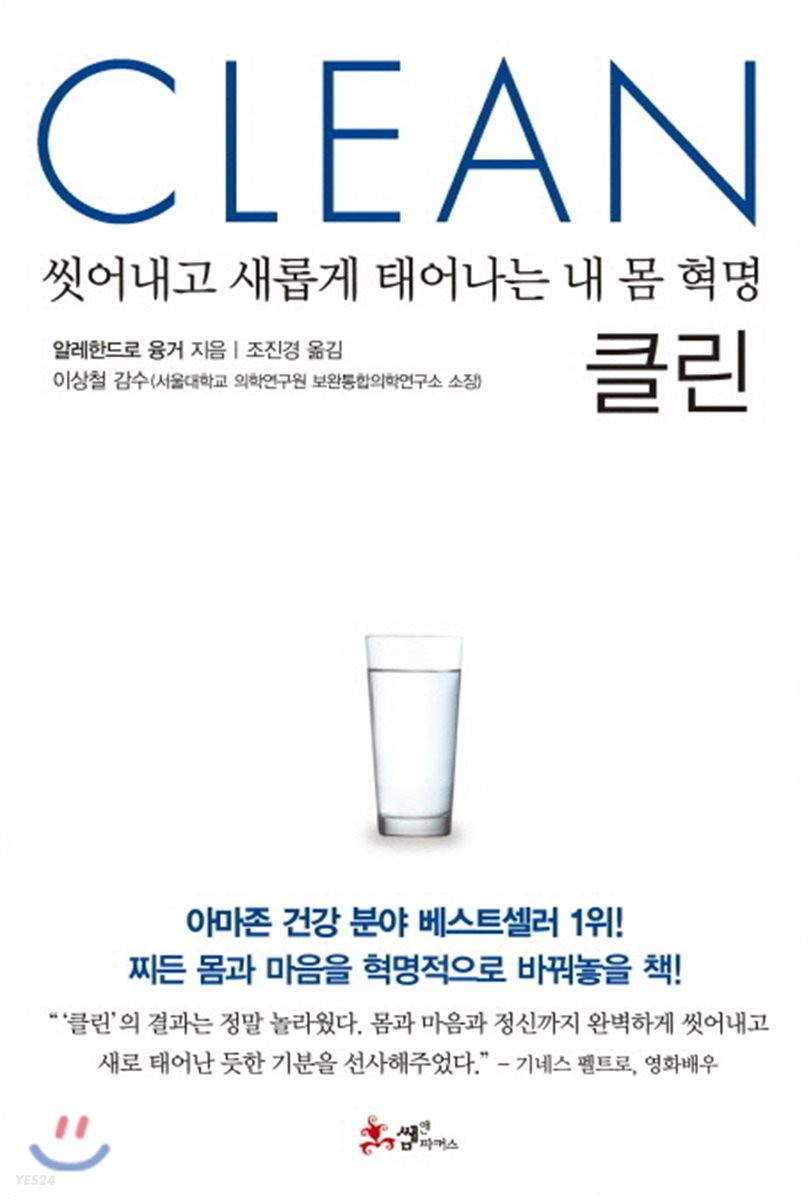 CLEAN
씻어내고 새롭게 태어나는 내 몸 혁명
클린
알레한드로 융거 지음 | 조진경 옮김
이상철 감수(서울대학교 의학연구원 보완통합의학연구소 소장)
아마존 건강 분야 베스트셀러 1위!
찌든 몸과 마음을 혁명적으로 바꿔놓을 책!
“ ‘클린’의 결과는 정말 놀라웠다. 몸과 마음과 정신까지 완벽하게 씻어내고
새로 태어난 듯한 기분을 선사해주었다.” – 기네스 펠트로, 영화배우
쌤앤파커스
YES24